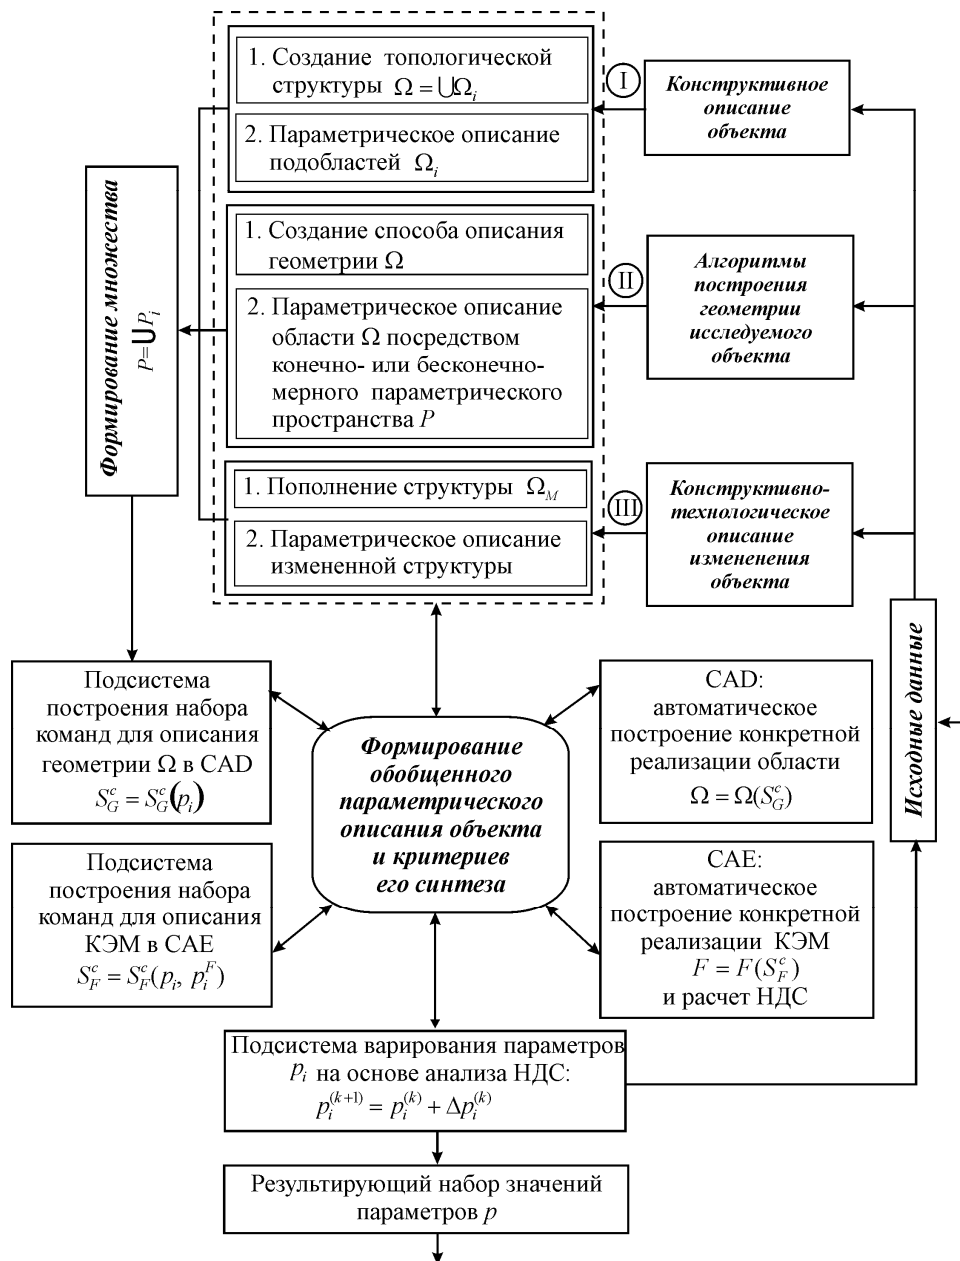 1. Создание топологической
структуры Ω = ⋃Ωᵢ
2. Параметрическое описание
подобластей Ωᵢ
I
Конструктивное
описание
объекта
Формирование множества
P=⋃Pᵢ
1. Создание способа описания
геометрии Ω
2. Параметрическое описание
области Ω посредством
конечно- или бесконечно-
мерного параметрического
пространства P
II
Алгоритмы
построения
геометрии
исследуемого
объекта
1. Пополнение структуры Ω_M
2. Параметрическое описание
измененной структуры
III
Конструктивно-
технологическое
описание
измененения
объекта
Исходные данные
Подсистема
построения набора
команд для описания
геометрии Ω в CAD
S_G^c = S_G^c(p_i)
Формирование
обобщенного
параметрического
описания объекта
и критериев
его синтеза
CAD:
автоматическое
построение конкретной
реализации области
Ω = Ω(S_G^c)
Подсистема
построения набора
команд для описания
КЭМ в CAE
S_F^c = S_F^c(p_i, p_i^F)
CAE:
автоматическое
построение конкретной
реализации КЭМ
F = F(S_F^c)
и расчет НДС
Подсистема варирования параметров
p_i на основе анализа НДС:
p_i^(k+1) = p_i^(k) + Δp_i^(k)
Результирующий набор значений
параметров p